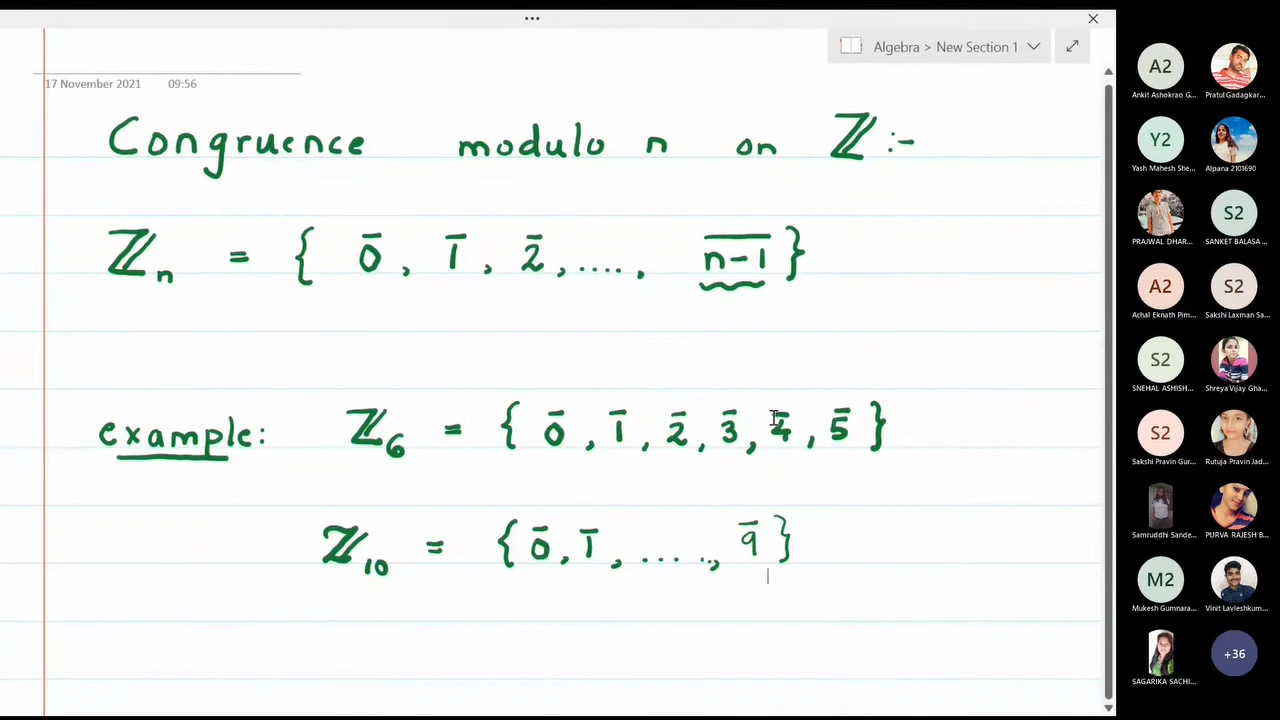 ...
Algebra > New Section 1
17 November 2021 09:56
Congruence modulo n on ℤ :-
ℤₙ = { 0̄ , 1̄ , 2̄ , ...., n̅-̅1̅ }
example: ℤ₆ = { 0̄ , 1̄ , 2̄ , 3̄ , 4̄ , 5̄ }
ℤ₁₀ = { 0̄ , 1̄ , ....., 9̄ }
A2
Ankit Ashokrao G...
Pratul Gadagkar...
Y2
Yash Mahesh She...
Alpana 2101690
PRAJWAL DHAR...
S2
SANKET BALASA...
A2
Achal Eknath Pim...
S2
Sakshi Laxman Sa...
S2
SNEHAL ASHISH...
Shreya Vijay Gha...
S2
Sakshi Pravin Gur...
Rutuja Pravin Jad...
Samruddhi Sande...
PURVA RAJESH B...
M2
Mukesh Gumnara...
Vinit Lavleshkum...
SAGARIKA SACHI...
+36